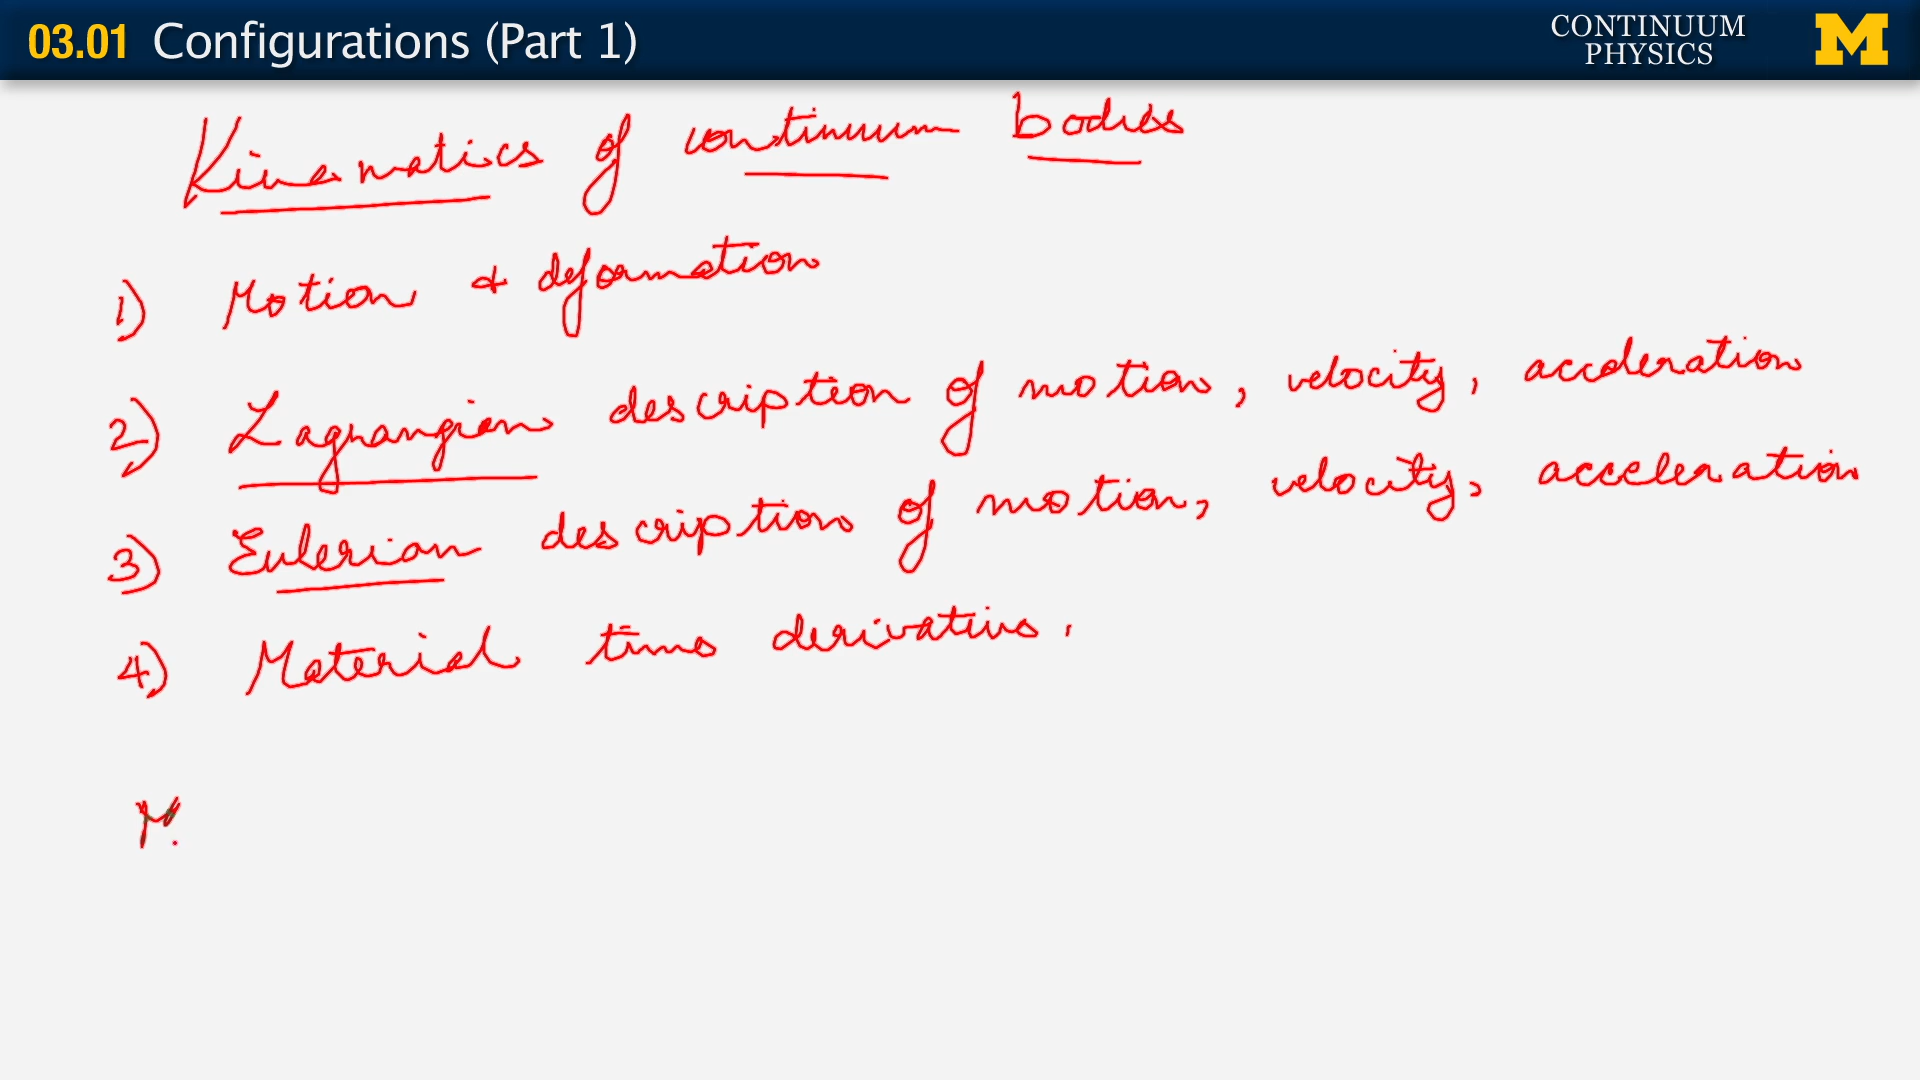 03.01 Configurations (Part 1)
CONTINUUM
PHYSICS
M
Kinematics of continuum bodies
1) Motion & deformation
2) Lagrangian description of motion, velocity, acceleration
3) Eulerian description of motion, velocity, acceleration
4) Material time derivatives.
M